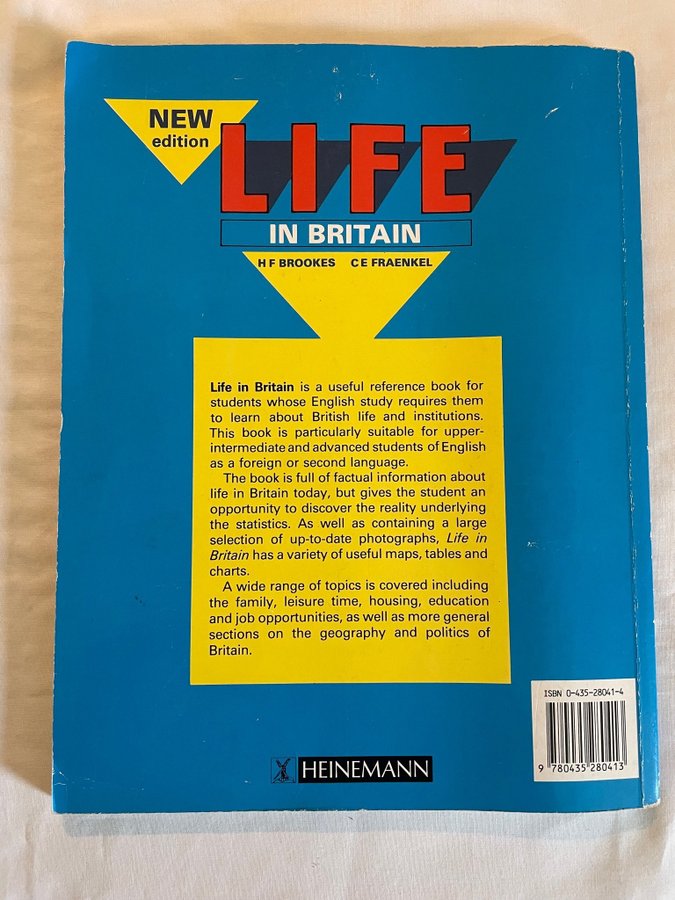 NEW
edition
LIFE
IN BRITAIN
H F BROOKES C E FRAENKEL
Life in Britain is a useful reference book for
students whose English study requires them
to learn about British life and institutions.
This book is particularly suitable for upper-
intermediate and advanced students of English
as a foreign or second language.
The book is full of factual information about
life in Britain today, but gives the student an
opportunity to discover the reality underlying
the statistics. As well as containing a large
selection of up-to-date photographs, Life in
Britain has a variety of useful maps, tables and
charts.
A wide range of topics is covered including
the family, leisure time, housing, education
and job opportunities, as well as more general
sections on the geography and politics of
Britain.
ISBN 0-435-28041-4
9 780435 280413
HEINEMANN